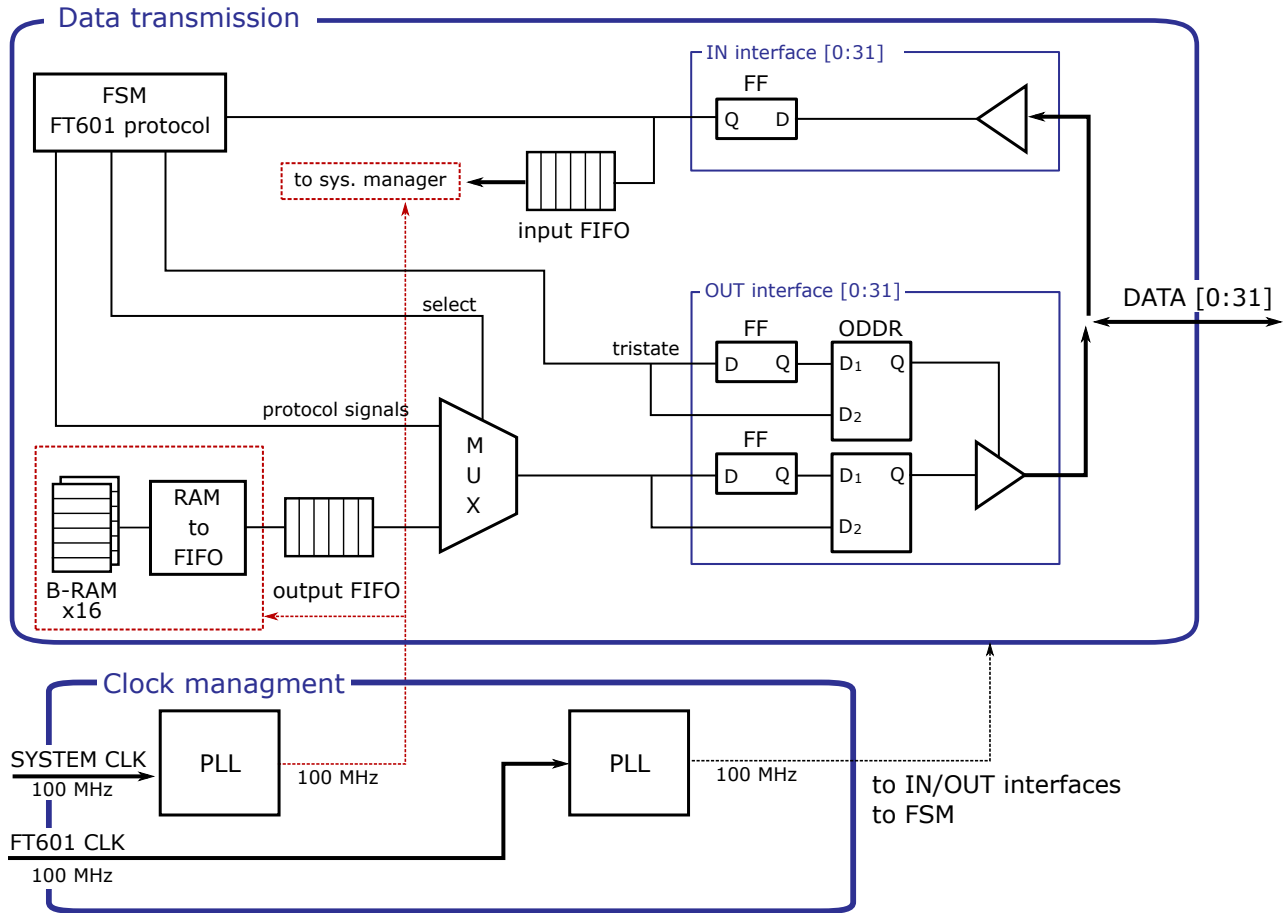 Data transmission
IN interface [0:31]
FSM
FT601 protocol
FF
Q D
to sys. manager
input FIFO
OUT interface [0:31]
DATA [0:31]
select
tristate
FF
D Q
ODDR
D1 Q
D2
protocol signals
M
U
X
FF
D Q
D1 Q
D2
RAM
to
FIFO
B-RAM
x16
output FIFO
Clock managment
SYSTEM CLK
100 MHz
PLL
100 MHz
PLL
100 MHz
to IN/OUT interfaces
to FSM
FT601 CLK
100 MHz